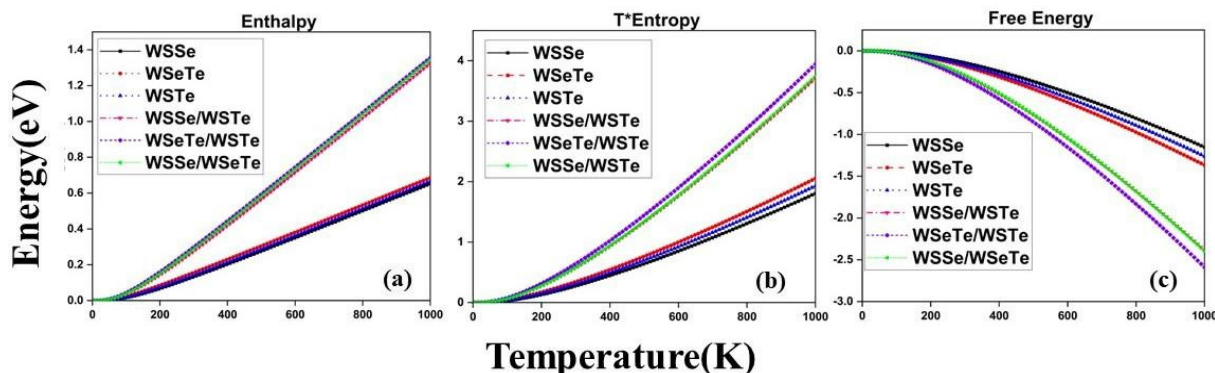 Energy(eV)
Enthalpy
1.4
1.2
1.0
0.8
0.6
0.4
0.2
0.0
WSSe
WSeTe
WSTe
WSSe/WSTe
WSeTe/WSTe
WSSe/WSeTe
(a)
0 200 400 600 800 1000
T*Entropy
4
3
2
1
0
WSSe
WSeTe
WSTe
WSSe/WSTe
WSeTe/WSTe
WSSe/WSTe
(b)
0 200 400 600 800 1000
Free Energy
0.0
-0.5
-1.0
-1.5
-2.0
-2.5
-3.0
WSSe
WSeTe
WSTe
WSSe/WSTe
WSeTe/WSTe
WSSe/WSeTe
(c)
0 200 400 600 800 1000
Temperature(K)